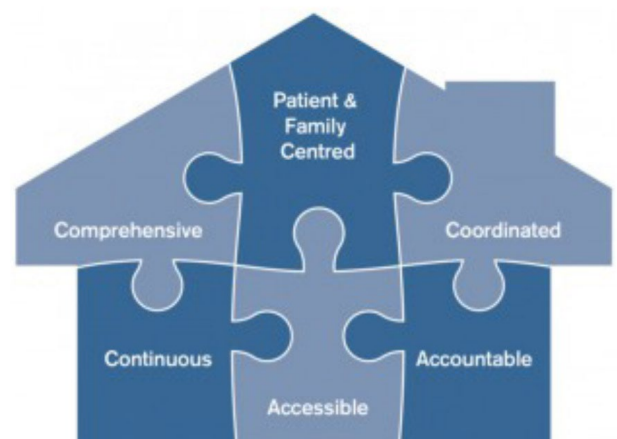 Patient &
Family
Centred
Comprehensive
Coordinated
Continuous
Accountable
Accessible